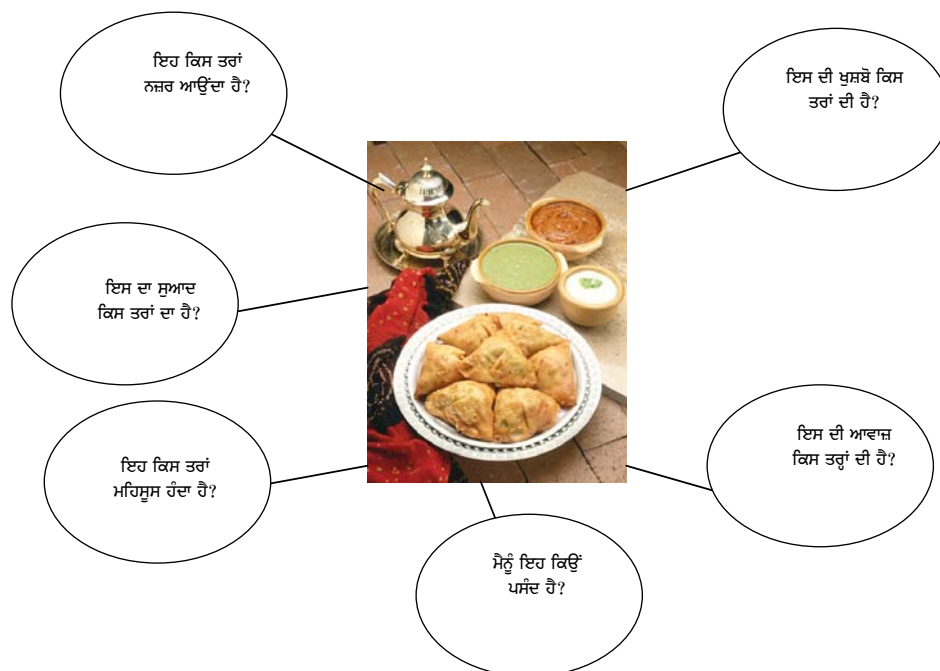 ਇਹ ਕਿਸ ਤਰਾਂ
ਨਜ਼ਰ ਆਉਂਦਾ ਹੈ?
ਇਸ ਦੀ ਖੁਸ਼ਬੋ ਕਿਸ
ਤਰਾਂ ਦੀ ਹੈ?
ਇਸ ਦਾ ਸੁਆਦ
ਕਿਸ ਤਰਾਂ ਦਾ ਹੈ?
ਇਹ ਕਿਸ ਤਰਾਂ
ਮਹਿਸੂਸ ਹੰਦਾ ਹੈ?
ਇਸ ਦੀ ਆਵਾਜ਼
ਕਿਸ ਤਰ੍ਹਾਂ ਦੀ ਹੈ?
ਮੈਨੂੰ ਇਹ ਕਿਉਂ
ਪਸੰਦ ਹੈ?